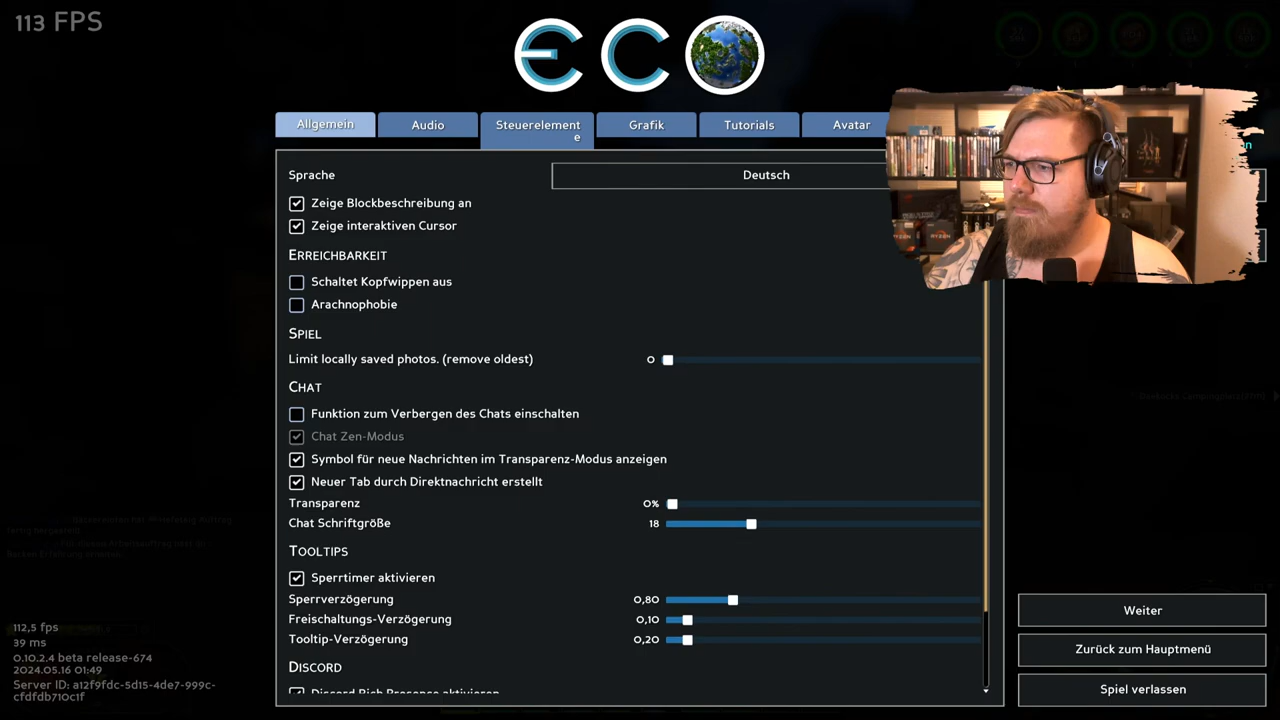 113 FPS
ECO
Allgemein
Audio
Steuerelement
e
Grafik
Tutorials
Avatar
Sprache
Deutsch
Zeige Blockbeschreibung an
Zeige interaktiven Cursor
ERREICHBARKEIT
Schaltet Kopfwippen aus
Arachnophobie
SPIEL
Limit locally saved photos. (remove oldest)
0
CHAT
Funktion zum Verbergen des Chats einschalten
Chat Zen-Modus
Symbol für neue Nachrichten im Transparenz-Modus anzeigen
Neuer Tab durch Direktnachricht erstellt
Transparenz
0%
Chat Schriftgröße
18
TOOLTIPS
Sperrtimer aktivieren
Sperrverzögerung
0,80
Freischaltungs-Verzögerung
0,10
Tooltip-Verzögerung
0,20
DISCORD
Discord Rich Presence aktivieren
Weiter
Zurück zum Hauptmenü
Spiel verlassen
112,5 fps
39 ms
0.10.2.4 beta release-674
2024.05.16 01:49
Server ID: a12f9fdc-5d15-4de7-999c-
cfdfdb710c1f